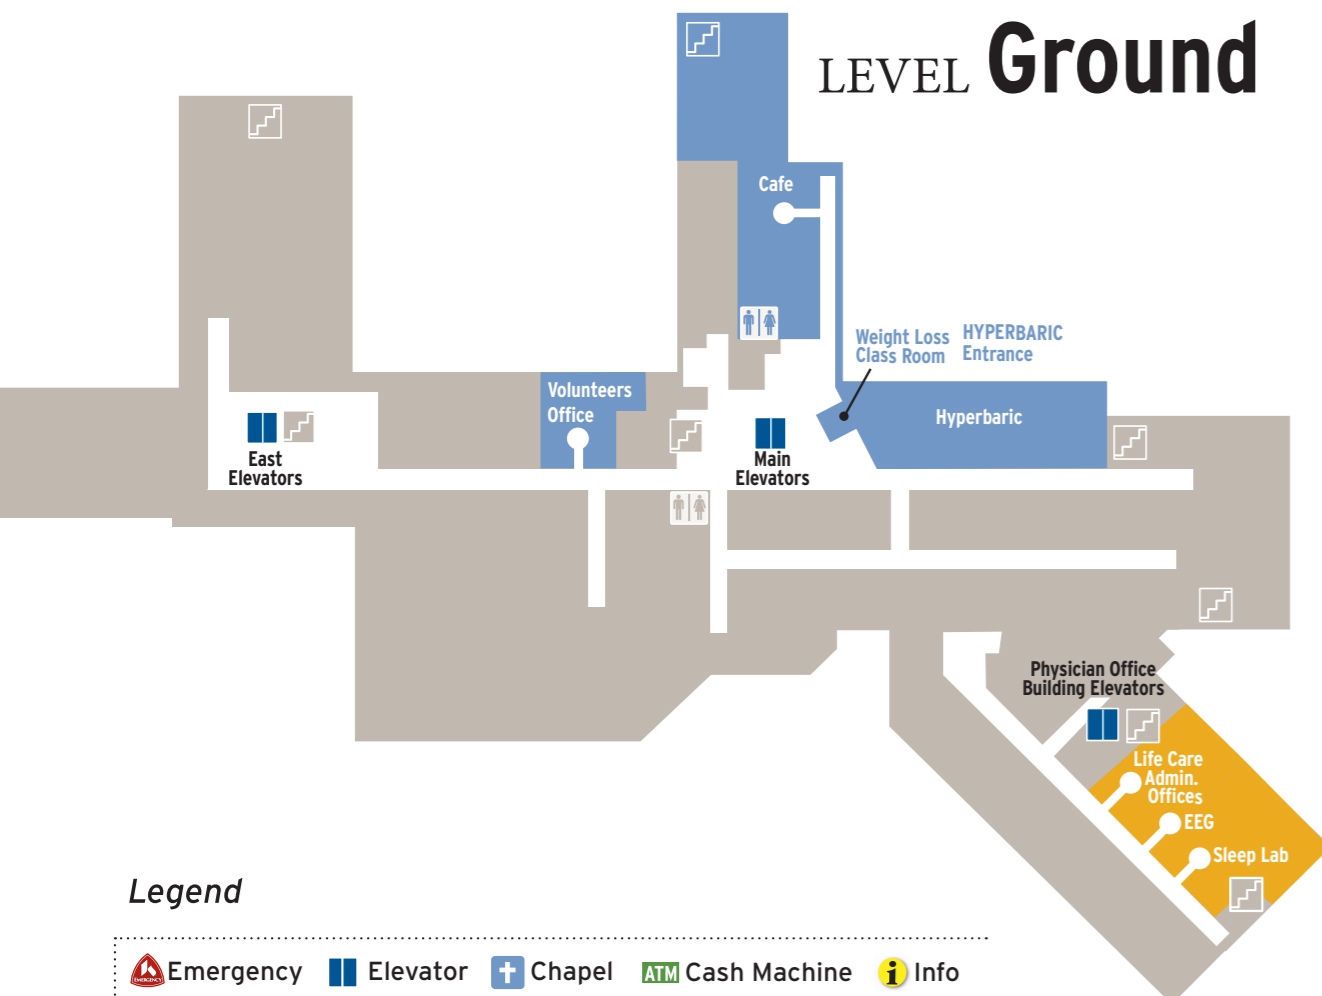 LEVEL Ground
Cafe
Weight Loss
Class Room
HYPERBARIC
Entrance
Volunteers
Office
Hyperbaric
East
Elevators
Main
Elevators
Physician Office
Building Elevators
Life Care
Admin.
Offices
EEG
Sleep Lab
Legend
EMERGENCY
Emergency
Elevator
Chapel
ATM
Cash Machine
i
Info